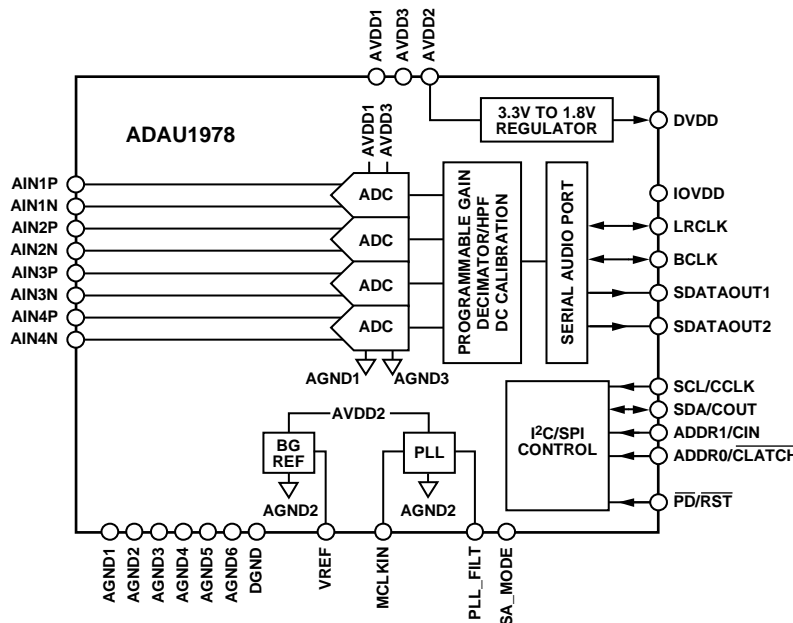 AVDD1
AVDD3
AVDD2
ADAU1978
3.3V TO 1.8V
REGULATOR
DVDD
AVDD1
AVDD3
AIN1P
AIN1N
AIN2P
AIN2N
AIN3P
AIN3N
AIN4P
AIN4N
ADC
ADC
ADC
ADC
AGND1
AGND3
PROGRAMMABLE GAIN
DECIMATOR/HPF
DC CALIBRATION
SERIAL AUDIO PORT
IOVDD
LRCLK
BCLK
SDATAOUT1
SDATAOUT2
I²C/SPI
CONTROL
SCL/CCLK
SDA/COUT
ADDR1/CIN
ADDR0/CLATCH
PD/RST
AVDD2
BG
REF
PLL
AGND2
AGND2
AGND1
AGND2
AGND3
AGND4
AGND5
AGND6
DGND
VREF
MCLKIN
PLL_FILT
SA_MODE